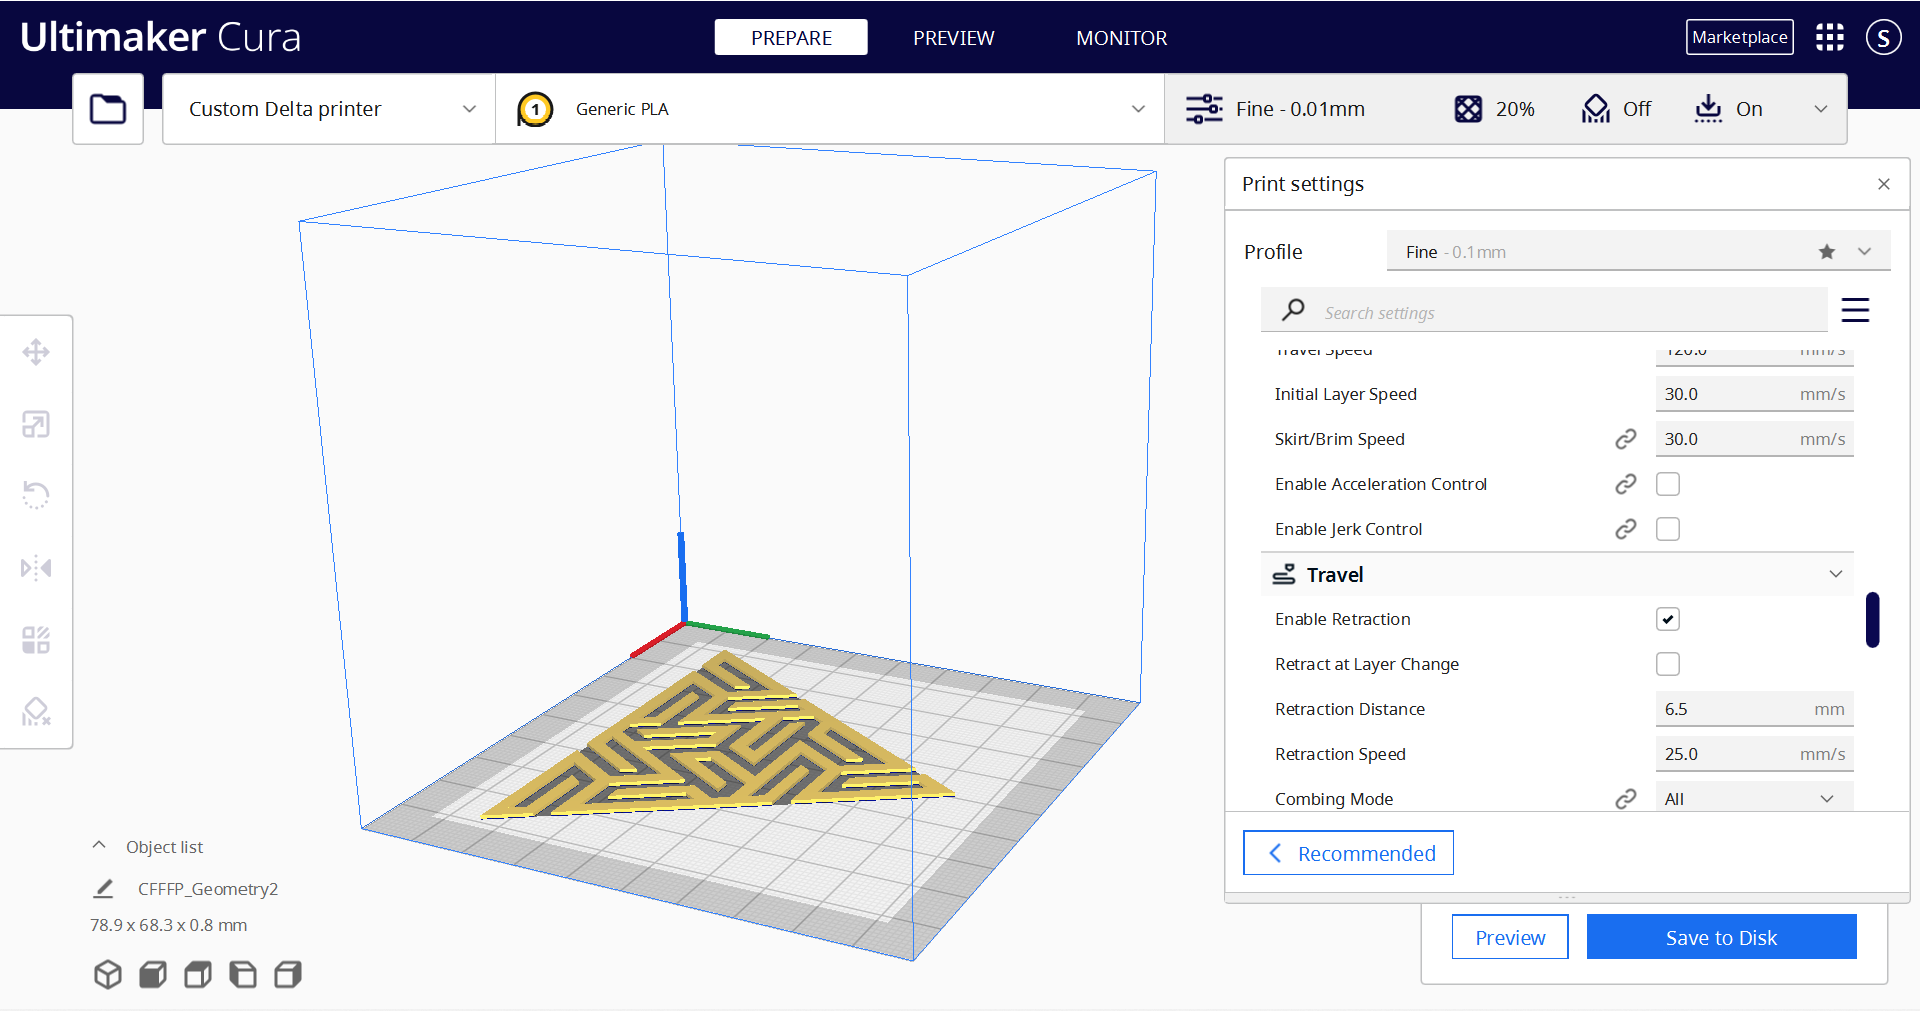 Ultimaker Cura
PREPARE
PREVIEW
MONITOR
Marketplace
S
Custom Delta printer
1
Generic PLA
Fine - 0.01mm
20%
Off
On
Print settings
Profile
Fine - 0.1mm
Search settings
Travel Speed 120.0 mm/s
Initial Layer Speed 30.0 mm/s
Skirt/Brim Speed 30.0 mm/s
Enable Acceleration Control
Enable Jerk Control
Travel
Enable Retraction
Retract at Layer Change
Retraction Distance 6.5 mm
Retraction Speed 25.0 mm/s
Combing Mode All
Recommended
Object list
CFFFP_Geometry2
78.9 x 68.3 x 0.8 mm
Preview
Save to Disk